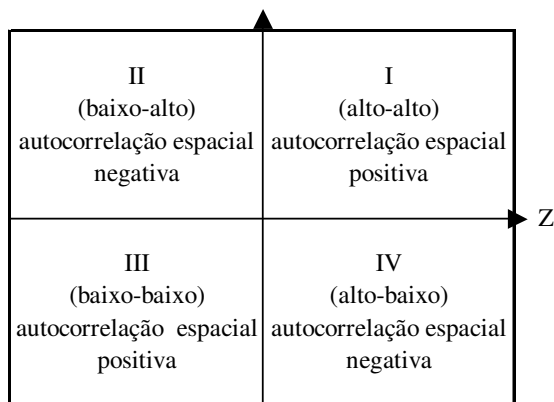 II
(baixo-alto)
autocorrelação espacial
negativa
I
(alto-alto)
autocorrelação espacial
positiva
Z
III
(baixo-baixo)
autocorrelação espacial
positiva
IV
(alto-baixo)
autocorrelação espacial
negativa